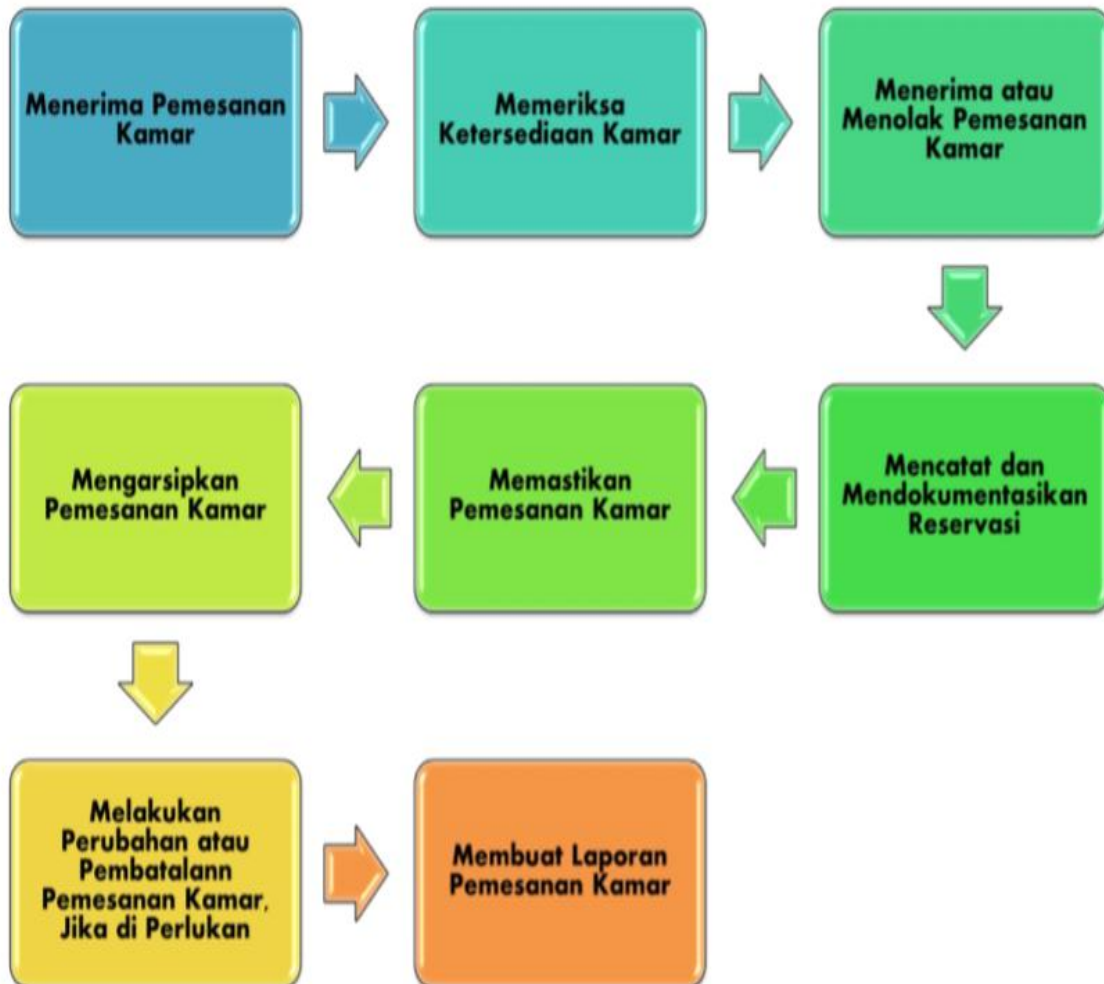 Menerima Pemesanan
Kamar
Memeriksa
Ketersediaan Kamar
Menerima atau
Menolak Pemesanan
Kamar
Mencatat dan
Mendokumentasikan
Reservasi
Memastikan
Pemesanan Kamar
Mengarsipkan
Pemesanan Kamar
Melakukan
Perubahan atau
Pembatalann
Pemesanan Kamar,
Jika di Perlukan
Membuat Laporan
Pemesanan Kamar